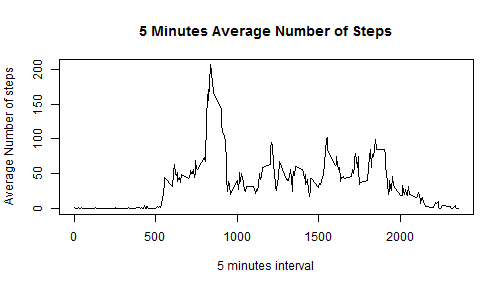 5 Minutes Average Number of Steps
Average Number of steps
200
150
100
50
0
0 500 1000 1500 2000
5 minutes interval